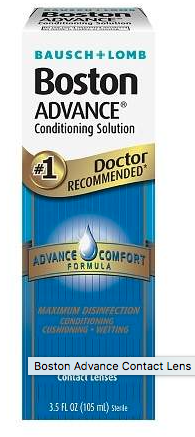 BAUSCH + LOMB
Boston
ADVANCE®
Conditioning Solution
#1 Doctor
RECOMMENDED*
ADVANCE COMFORT
FORMULA
MAXIMUM DISINFECTION
CONDITIONING
CUSHIONING • WETTING
Boston Advance Contact Lens
Contact Lenses
3.5 FL OZ (105 mL) Sterile